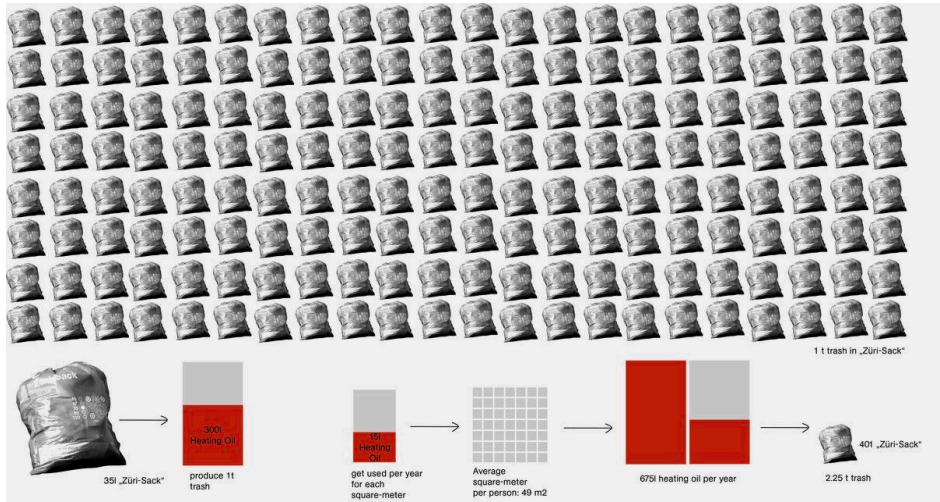 1 t trash in „Züri-Sack“
sack
35l „Züri-Sack“
300l
Heating Oil
produce 1t
trash
15l
Heating
Oil
get used per year
for each
square-meter
Average
square-meter
per person: 49 m2
675l heating oil per year
401 „Züri-Sack“
2.25 t trash